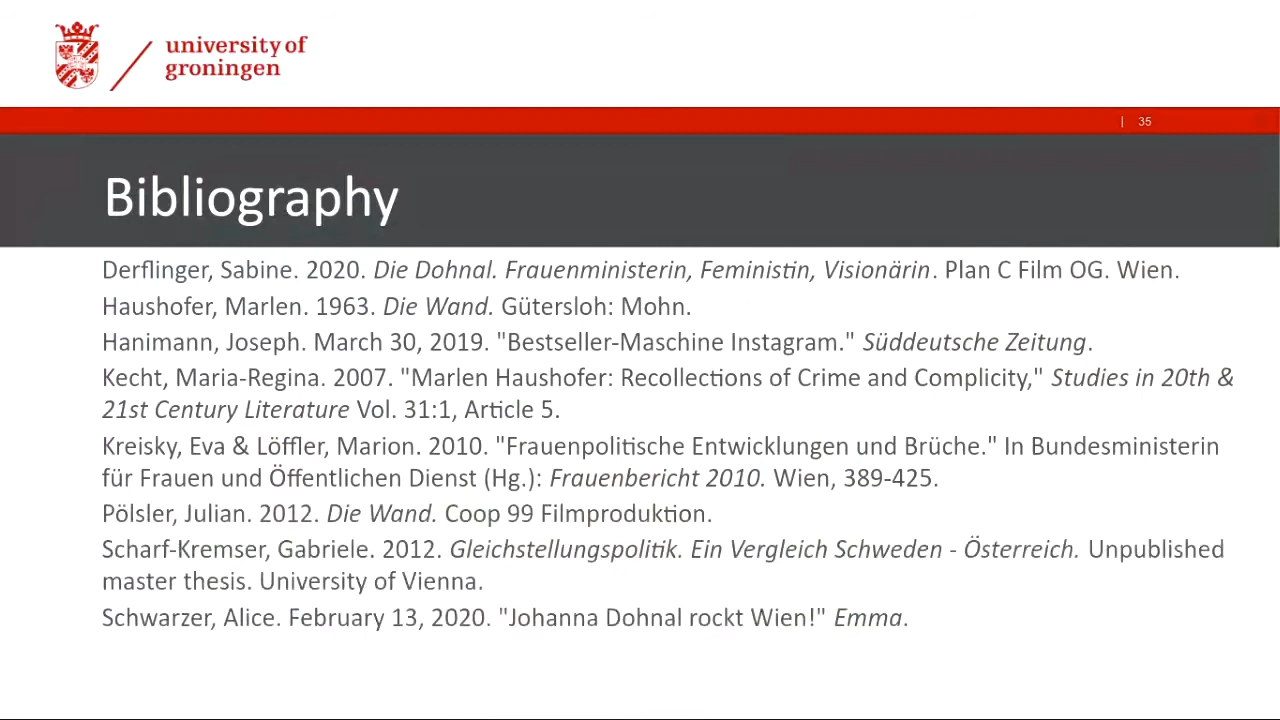 university of
groningen
| 35
Bibliography
Derflinger, Sabine. 2020. Die Dohnal. Frauenministerin, Feministin, Visionärin. Plan C Film OG. Wien.
Haushofer, Marlen. 1963. Die Wand. Gütersloh: Mohn.
Hanimann, Joseph. March 30, 2019. "Bestseller-Maschine Instagram." Süddeutsche Zeitung.
Kecht, Maria-Regina. 2007. "Marlen Haushofer: Recollections of Crime and Complicity," Studies in 20th &
21st Century Literature Vol. 31:1, Article 5.
Kreisky, Eva & Löffler, Marion. 2010. "Frauenpolitische Entwicklungen und Brüche." In Bundesministerin
für Frauen und Öffentlichen Dienst (Hg.): Frauenbericht 2010. Wien, 389-425.
Pölsler, Julian. 2012. Die Wand. Coop 99 Filmproduktion.
Scharf-Kremser, Gabriele. 2012. Gleichstellungspolitik. Ein Vergleich Schweden - Österreich. Unpublished
master thesis. University of Vienna.
Schwarzer, Alice. February 13, 2020. "Johanna Dohnal rockt Wien!" Emma.